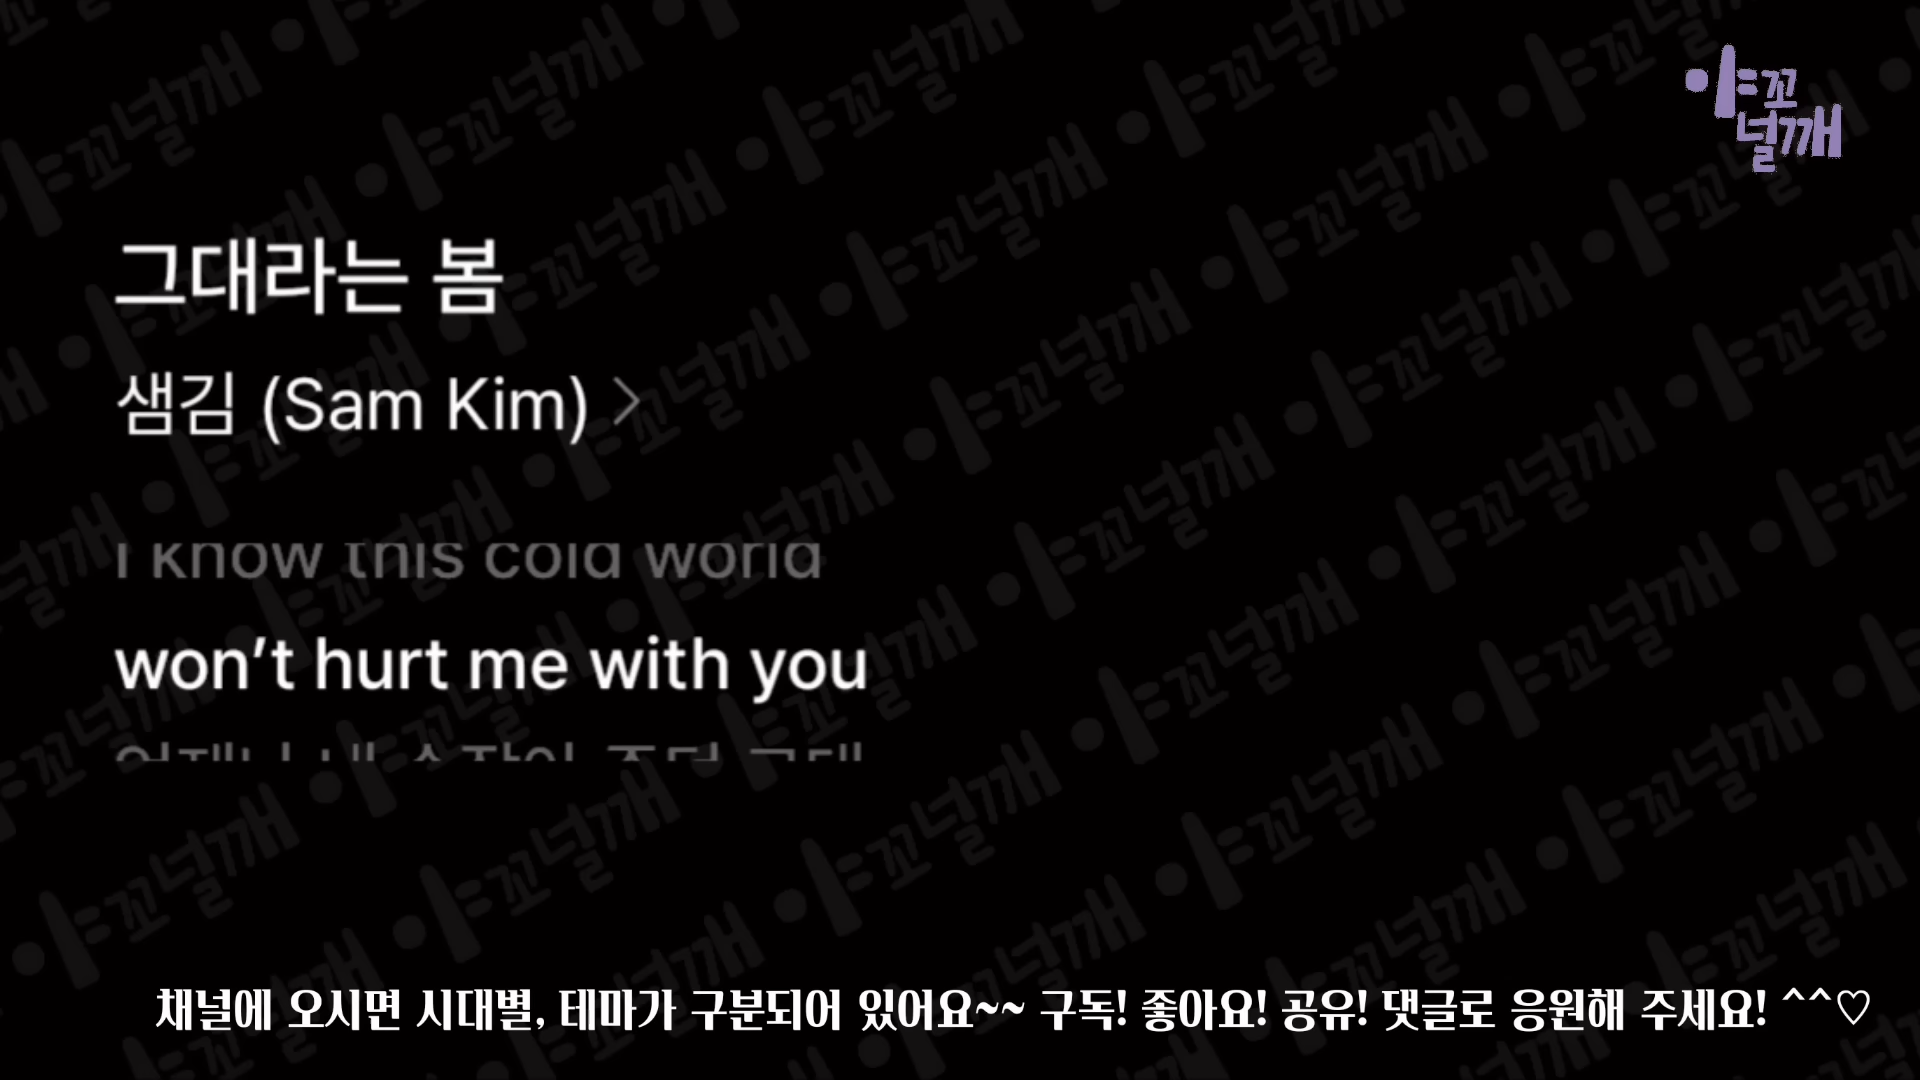 야꼬
널깨
그대라는 봄
샘김 (Sam Kim) >
I know this cold world
won't hurt me with you
채널에 오시면 시대별, 테마가 구분되어 있어요~~ 구독! 좋아요! 공유! 댓글로 응원해 주세요! ^^♡